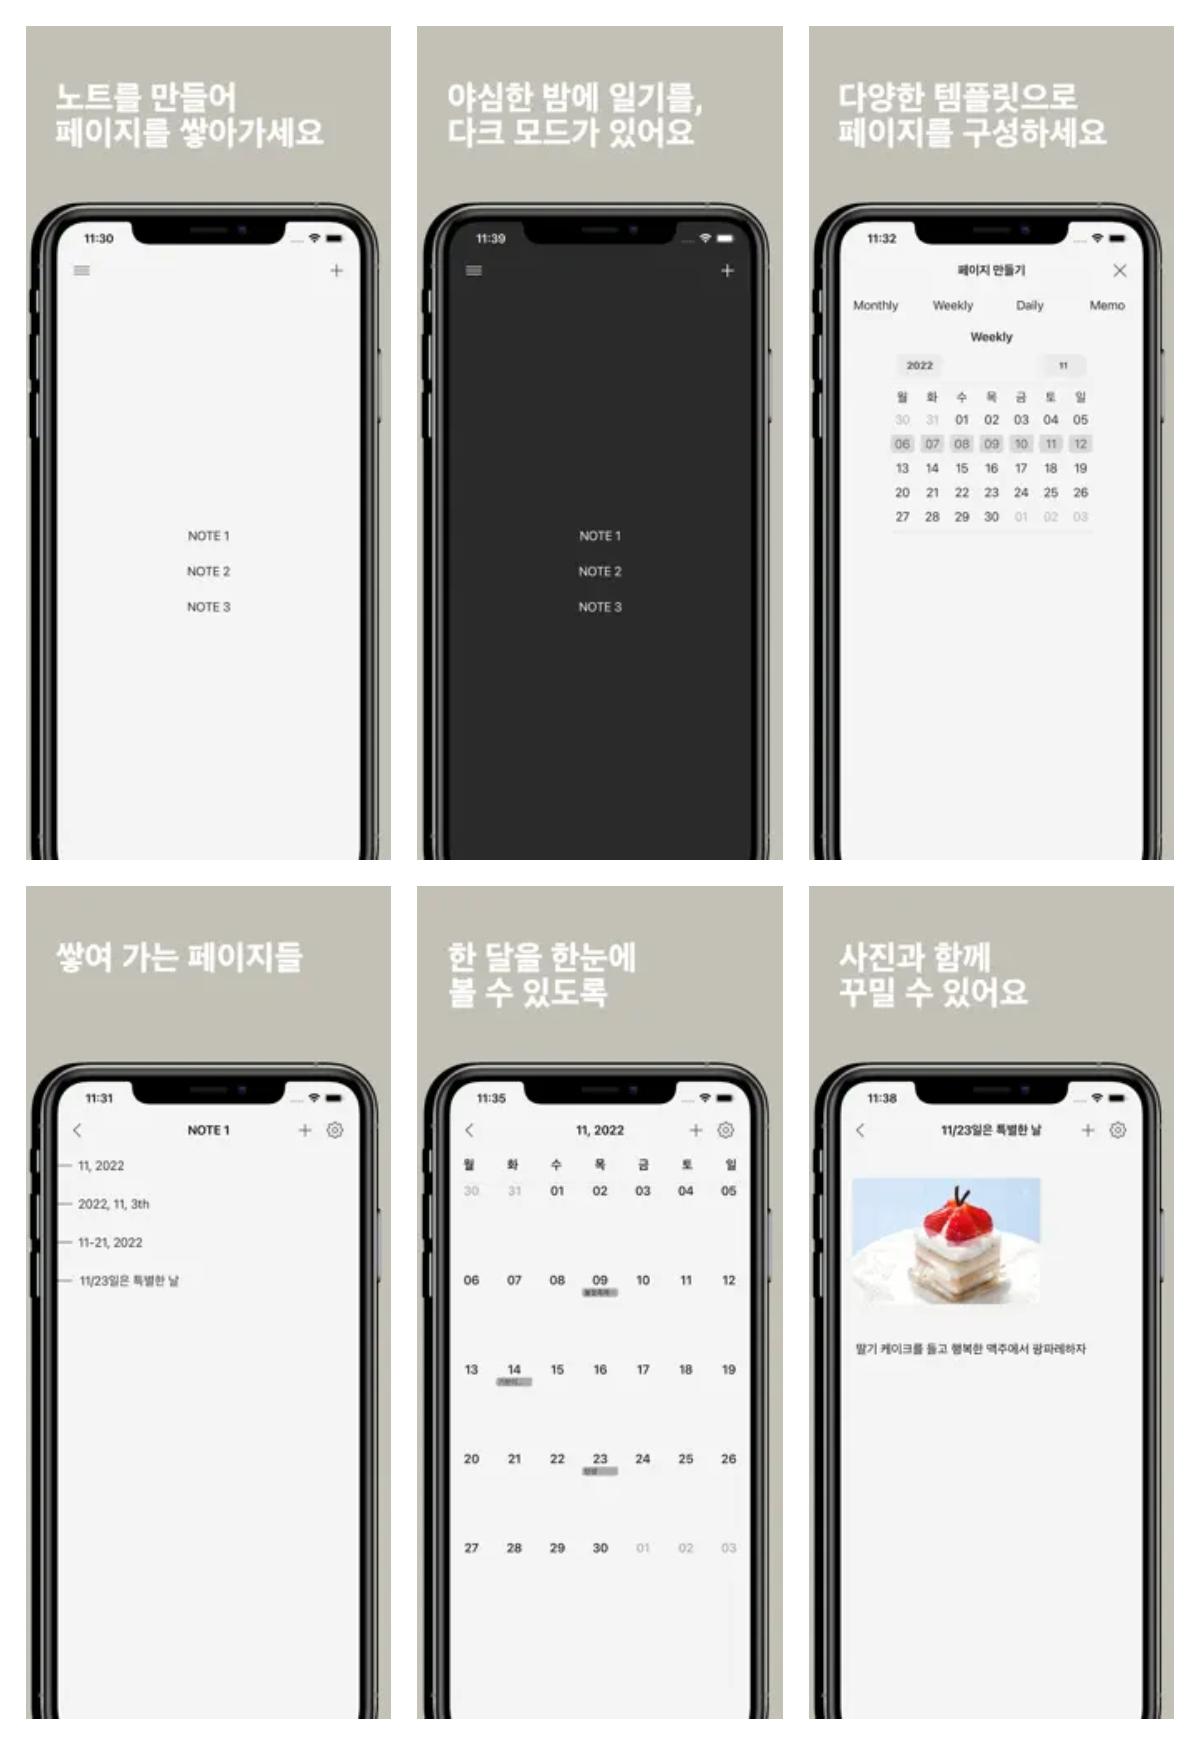 노트를 만들어
페이지를 쌓아가세요
11:30
NOTE 1
NOTE 2
NOTE 3
야심한 밤에 일기를,
다크 모드가 있어요
11:39
NOTE 1
NOTE 2
NOTE 3
다양한 템플릿으로
페이지를 구성하세요
11:32
페이지 만들기
Monthly Weekly Daily Memo
Weekly
2022 11
월 화 수 목 금 토 일
30 31 01 02 03 04 05
06 07 08 09 10 11 12
13 14 15 16 17 18 19
20 21 22 23 24 25 26
27 28 29 30 01 02 03
쌓여 가는 페이지들
11:31
NOTE 1
11, 2022
2022, 11, 3th
11-21, 2022
11/23일은 특별한 날
한 달을 한눈에
볼 수 있도록
11:35
11, 2022
월 화 수 목 금 토 일
30 31 01 02 03 04 05
06 07 08 09 10 11 12
13 14 15 16 17 18 19
20 21 22 23 24 25 26
27 28 29 30 01 02 03
사진과 함께
꾸밀 수 있어요
11:38
11/23일은 특별한 날
딸기 케이크를 들고 행복한 맥주에서 팡파레하자